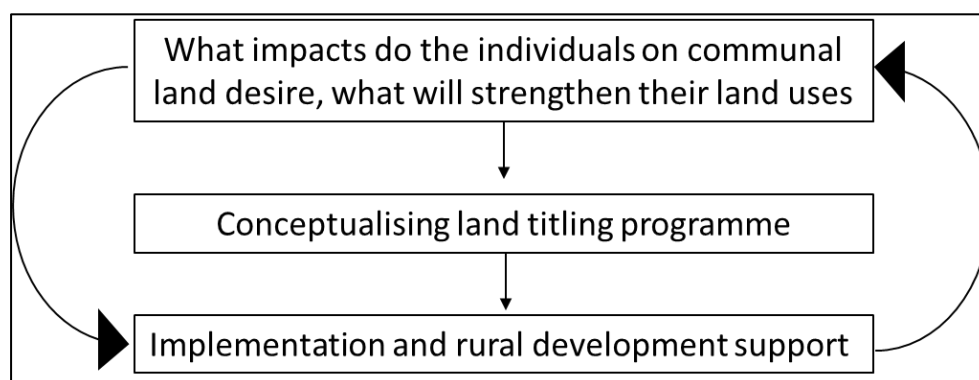 What impacts do the individuals on communal
land desire, what will strengthen their land uses
Conceptualising land titling programme
Implementation and rural development support